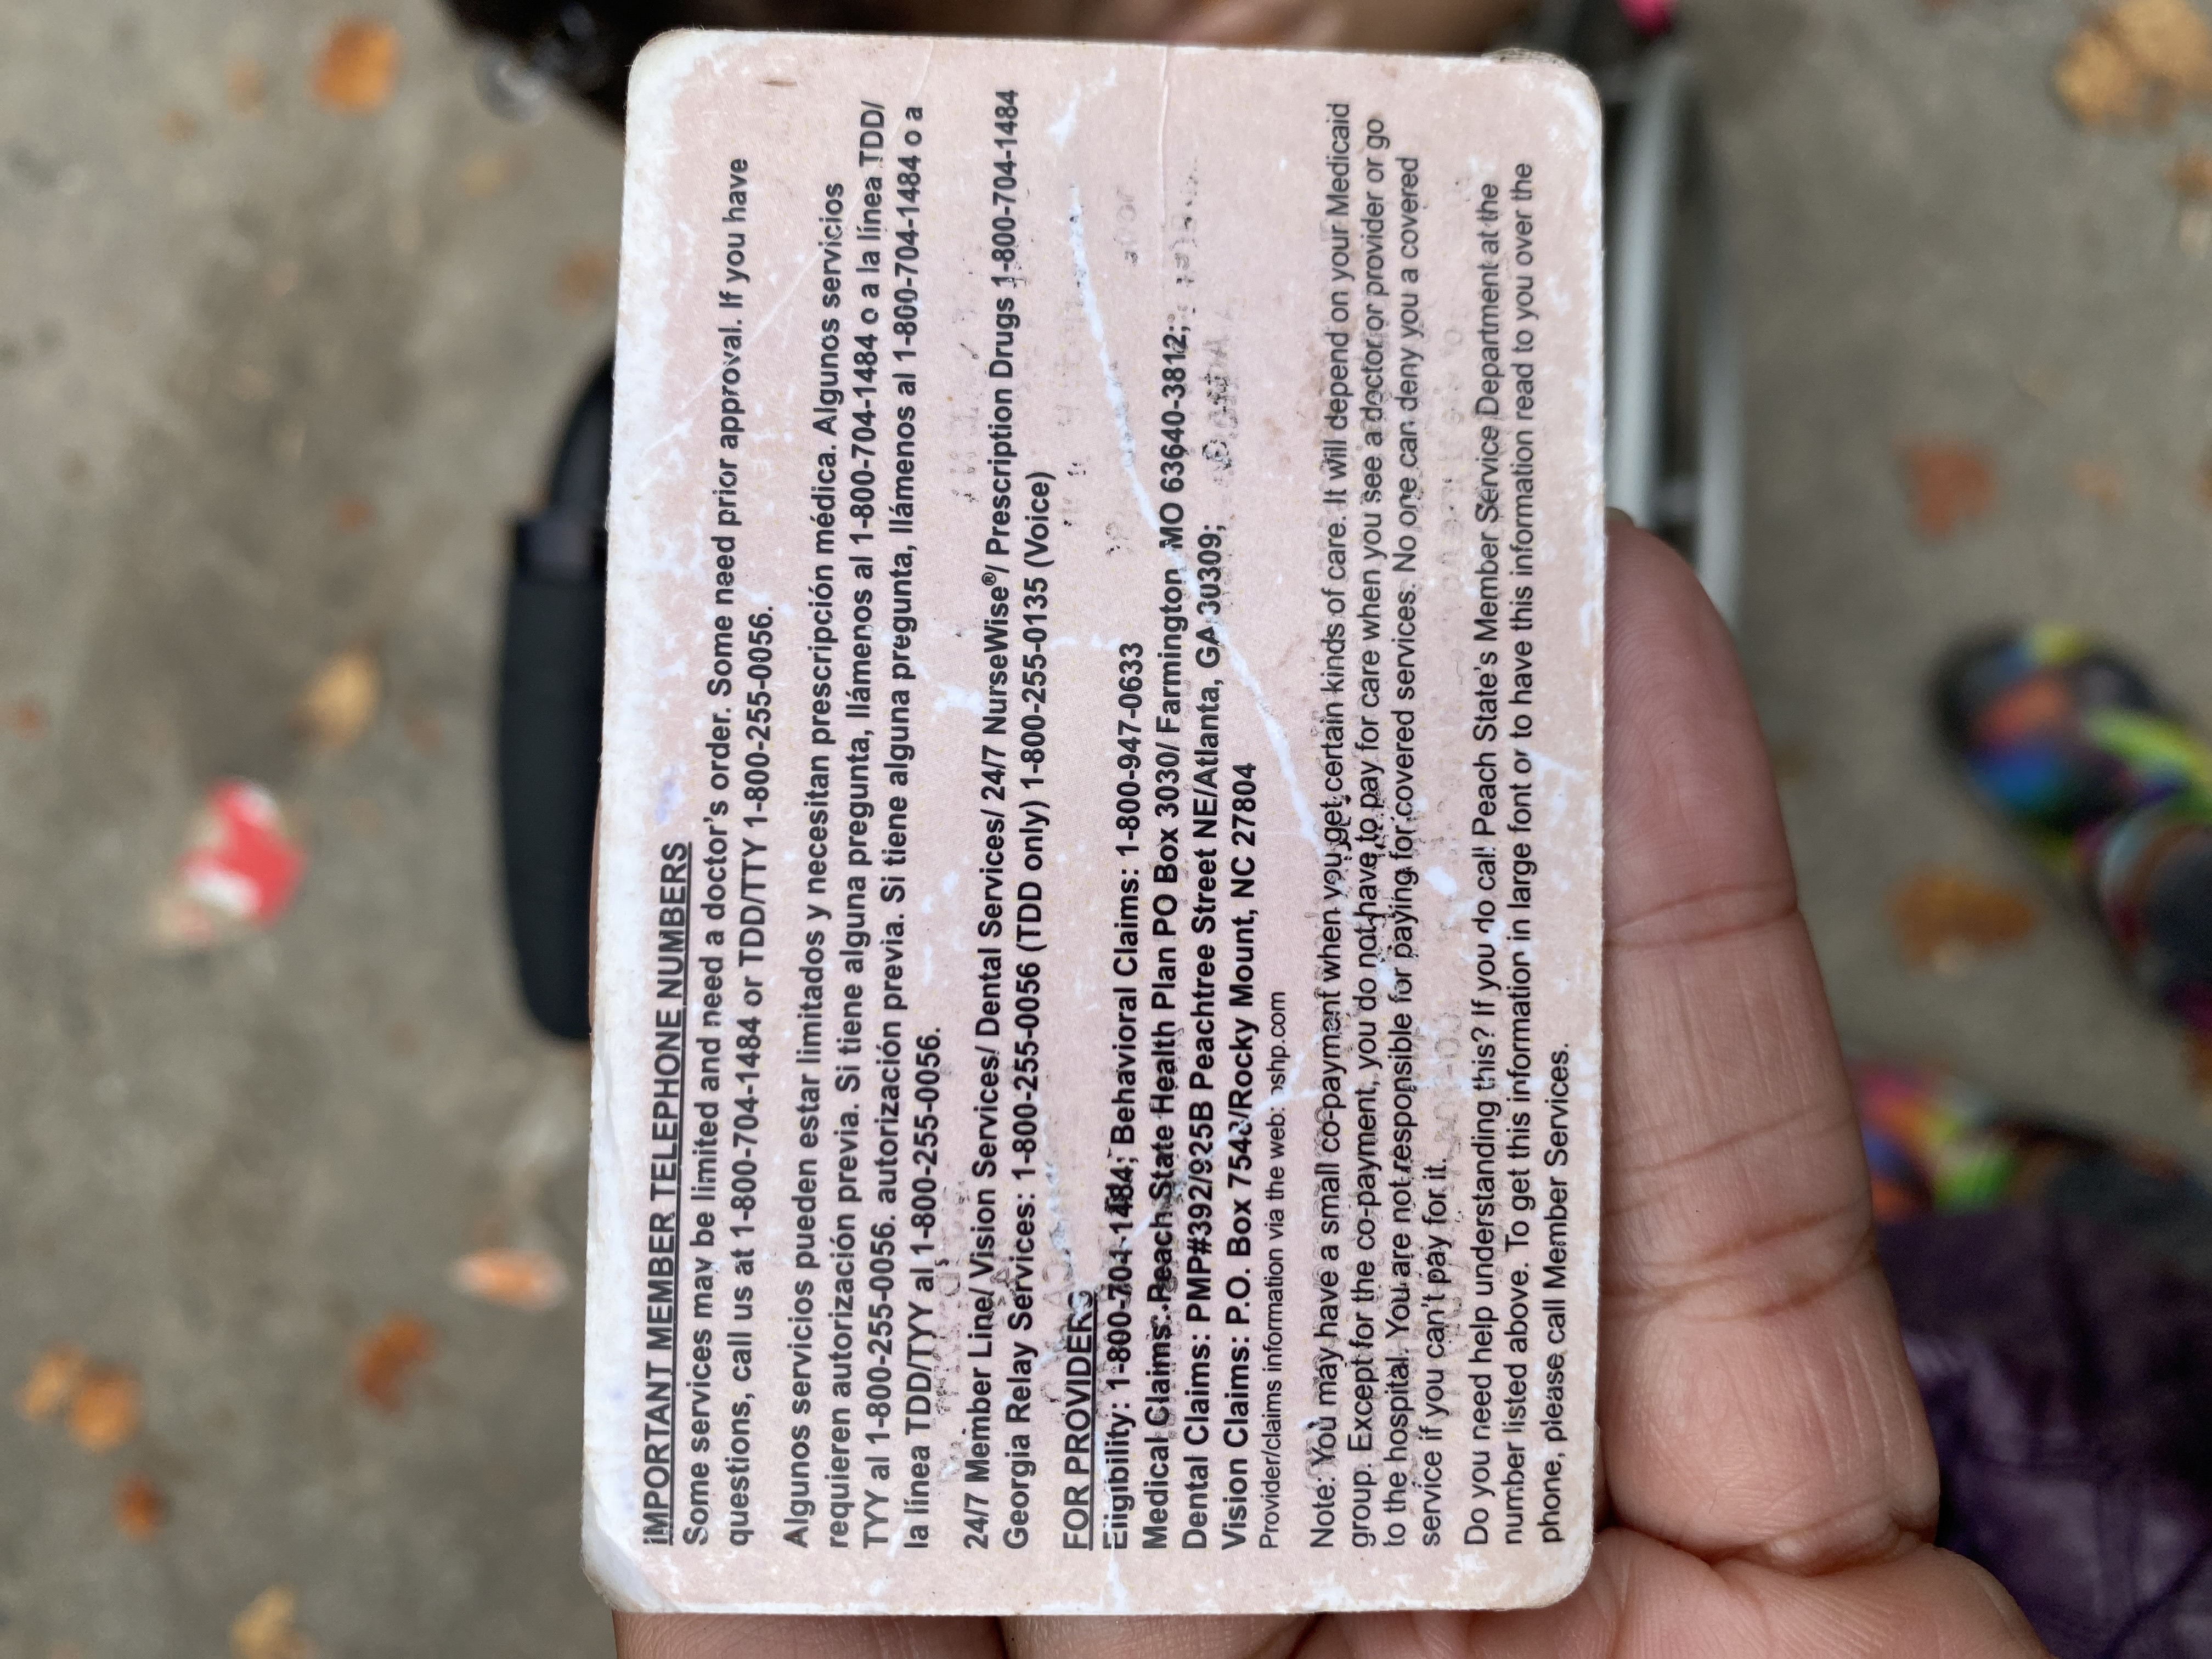 IMPORTANT MEMBER TELEPHONE NUMBERS
Some services may be limited and need a doctor's order. Some need prior approval. If you have
questions, call us at 1-800-704-1484 or TDD/TTY 1-800-255-0056.
Algunos servicios pueden estar limitados y necesitan prescripción médica. Algunos servicios
requieren autorización previa. Si tiene alguna pregunta, llámenos al 1-800-704-1484 o a la línea TDD/
TYY al 1-800-255-0056. autorización previa. Si tiene alguna pregunta, llámenos al 1-800-704-1484 o a
la línea TDD/TYY al 1-800-255-0056.
24/7 Member Line/ Vision Services/ Dental Services/ 24/7 NurseWise®/ Prescription Drugs 1-800-704-1484
Georgia Relay Services: 1-800-255-0056 (TDD only) 1-800-255-0135 (Voice)
FOR PROVIDERS
Eligibility: 1-800-704-1484; Behavioral Claims: 1-800-947-0633
Medical Claims: Peach State Health Plan PO Box 3030/ Farmington MO 63640-3812;
Dental Claims: PMP#392/925B Peachtree Street NE/Atlanta, GA 30309;
Vision Claims: P.O. Box 7548/Rocky Mount, NC 27804
Provider/claims information via the web: pshp.com
Note: You may have a small co-payment when you get certain kinds of care. It will depend on your Medicaid
group. Except for the co-payment, you do not have to pay for care when you see a doctor or provider or go
to the hospital. You are not responsible for paying for covered services. No one can deny you a covered
service if you can't pay for it.
Do you need help understanding this? If you do call Peach State's Member Service Department at the
number listed above. To get this information in large font or to have this information read to you over the
phone, please call Member Services.